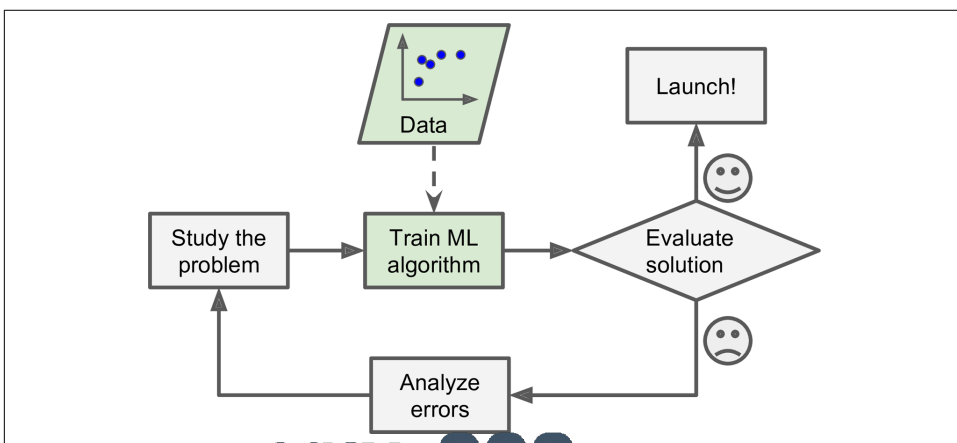 Data
Launch!
Study the
problem
Train ML
algorithm
Evaluate
solution
Analyze
errors